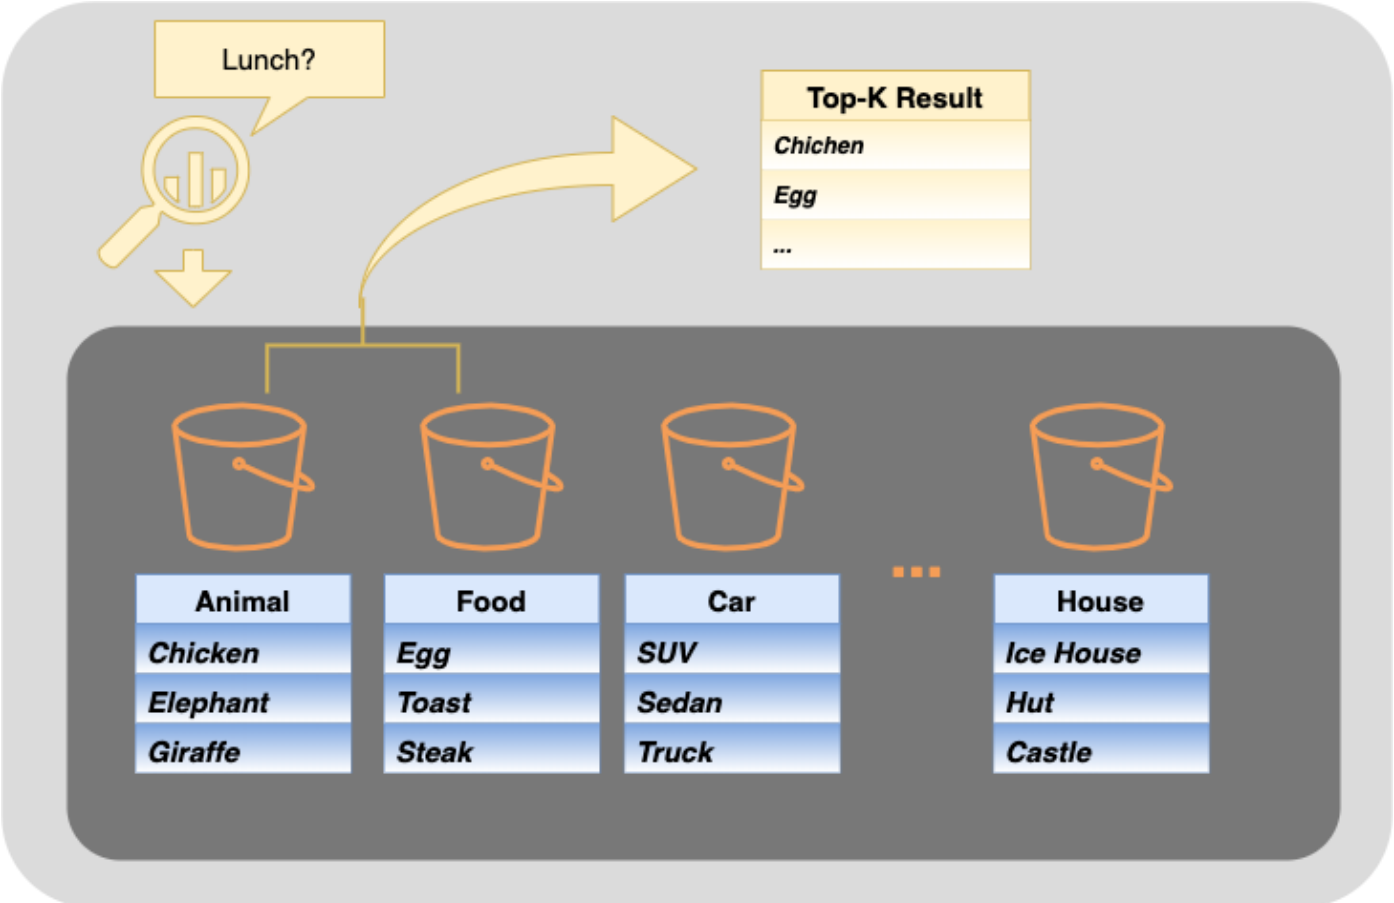 Lunch?
Top-K Result
Chichen
Egg
...
Animal
Chicken
Elephant
Giraffe
Food
Egg
Toast
Steak
Car
SUV
Sedan
Truck
...
House
Ice House
Hut
Castle